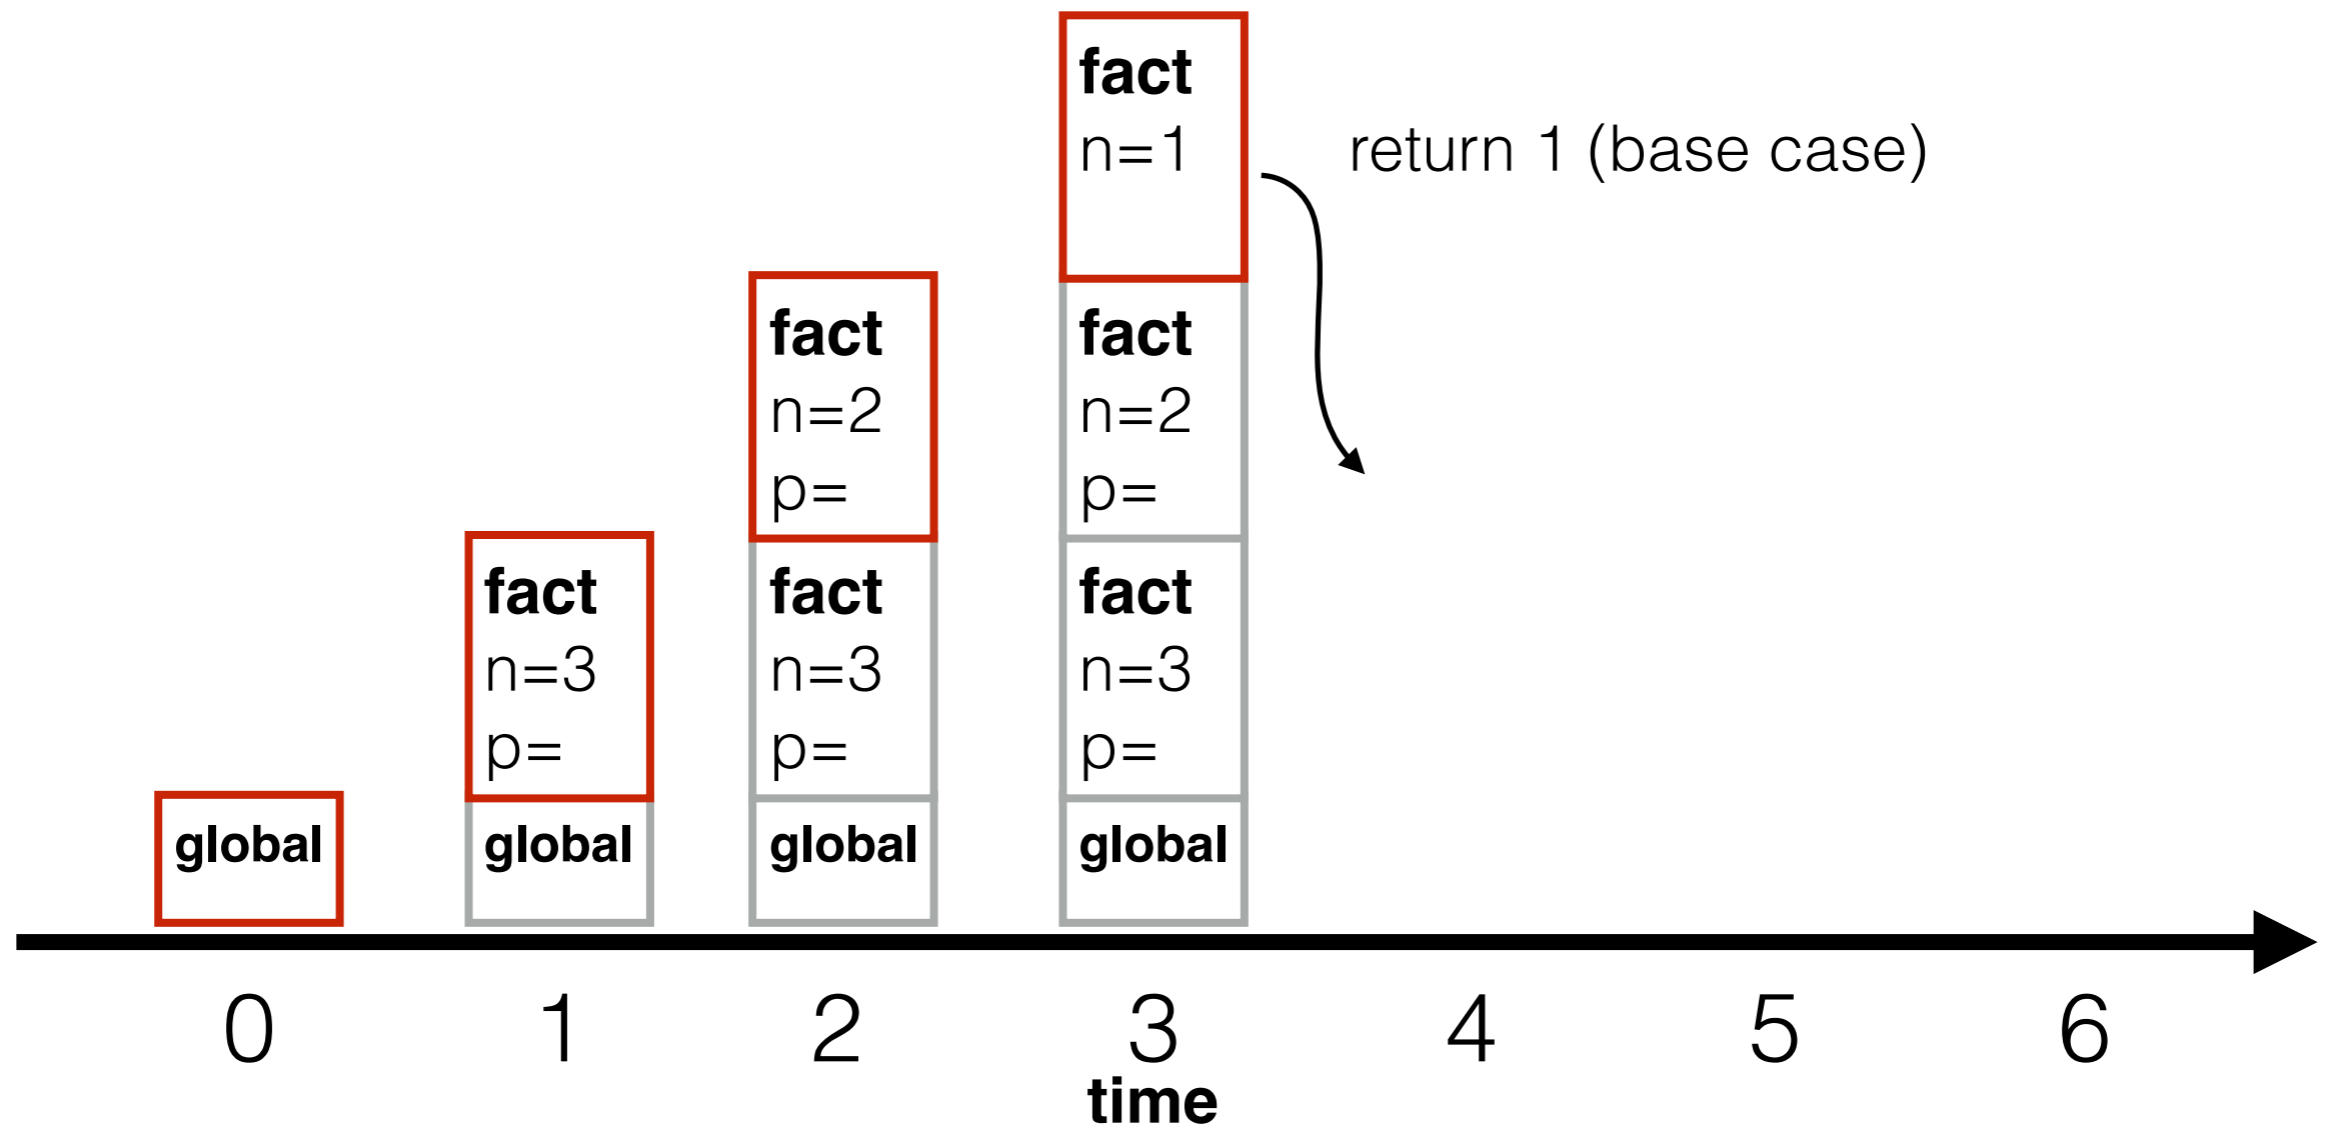 global
fact
n=3
p=
global
fact
n=2
p=
fact
n=3
p=
global
fact
n=1
fact
n=2
p=
fact
n=3
p=
global
return 1 (base case)
0 1 2 3 4 5 6
time